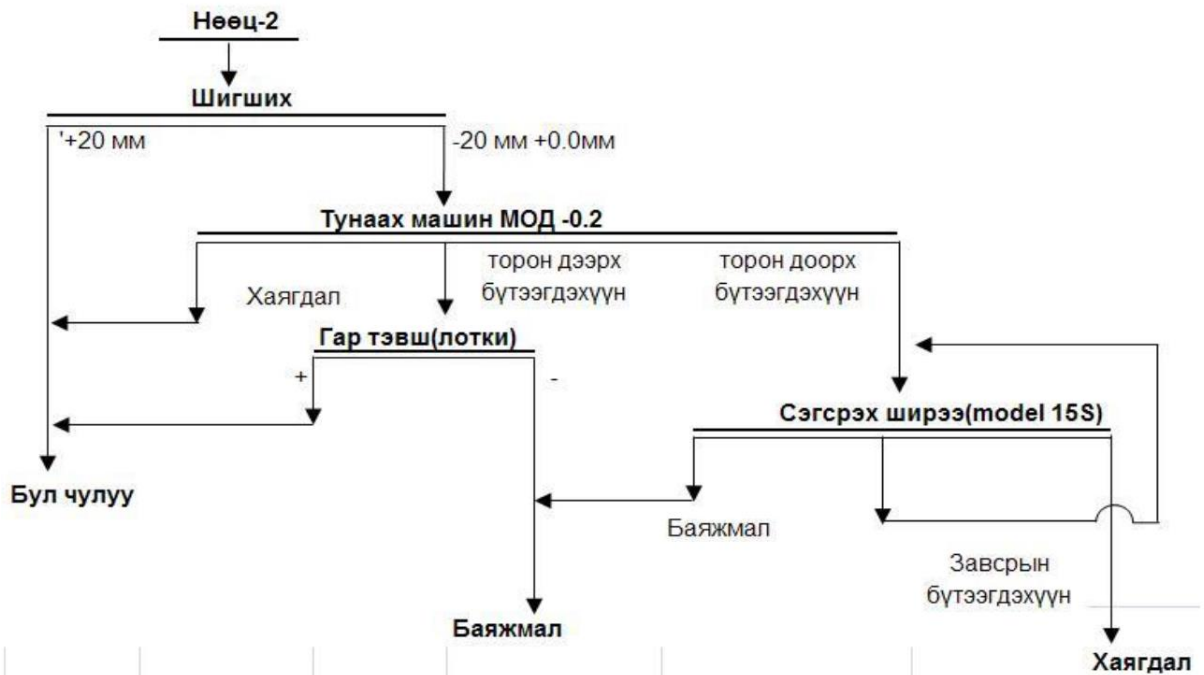 Нөөц-2
Шигших
'+20 мм
-20 мм +0.0мм
Тунаах машин МОД -0.2
торон дээрх
бүтээгдэхүүн
торон доорх
бүтээгдэхүүн
Хаягдал
Гар тэвш(лотки)
+
-
Сэгсрэх ширээ(model 15S)
Бул чулуу
Баяжмал
Завсрын
бүтээгдэхүүн
Баяжмал
Хаягдал